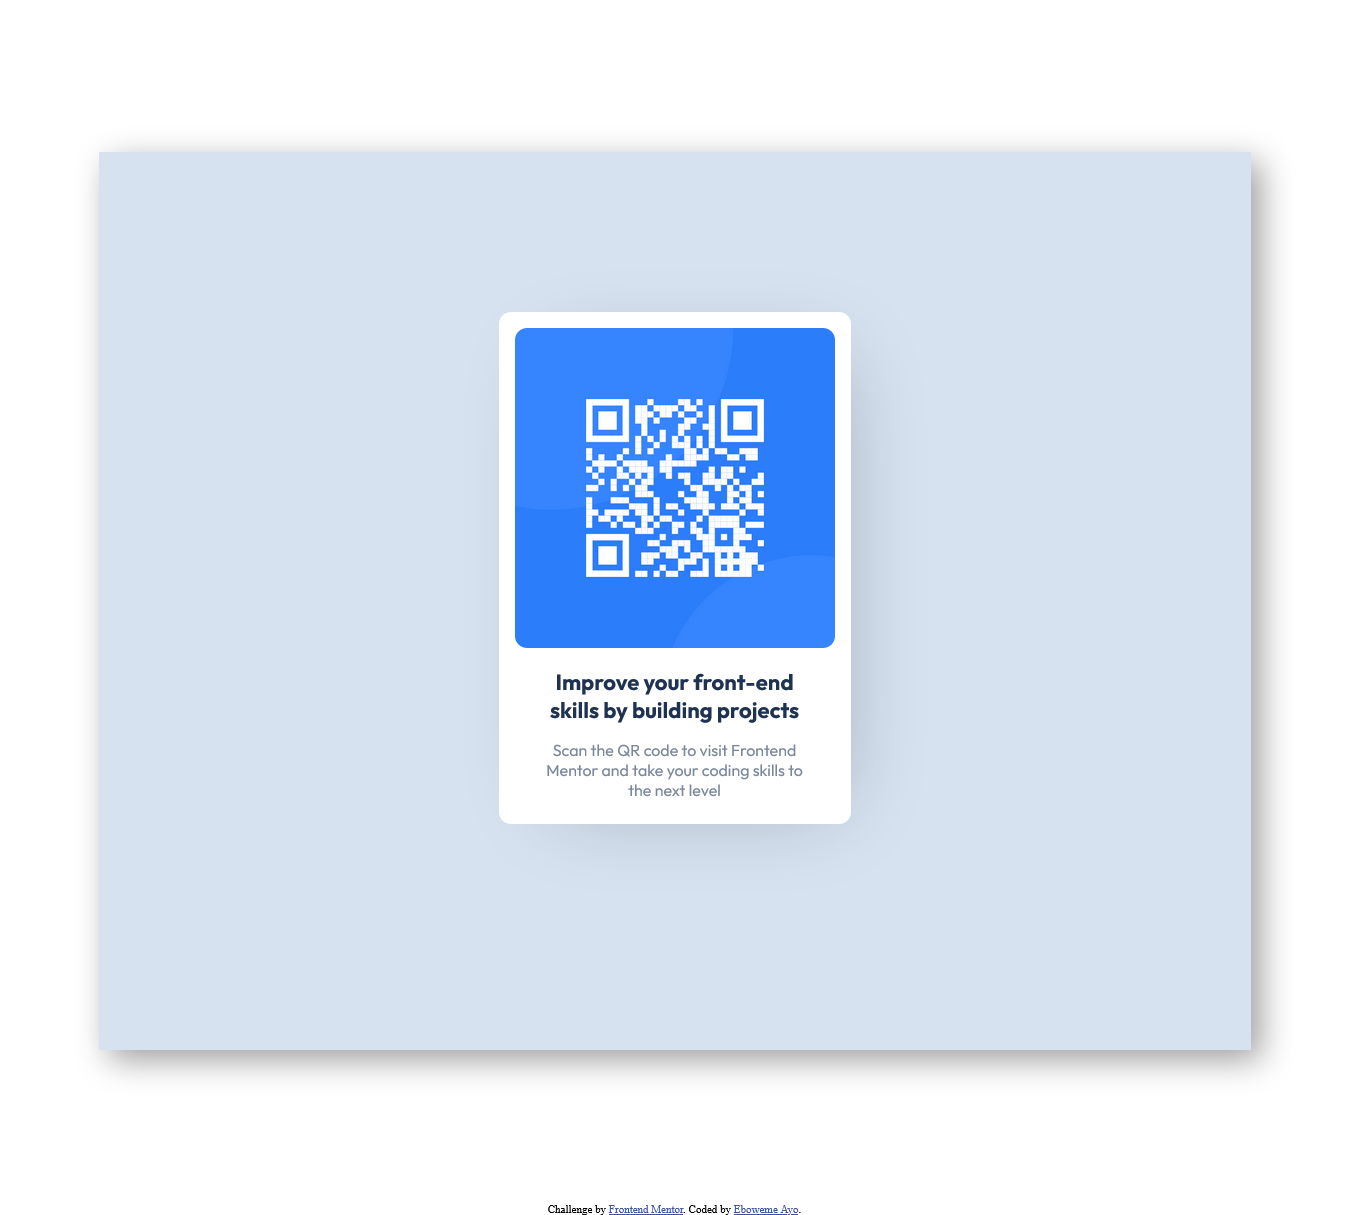 Improve your front-end
skills by building projects
Scan the QR code to visit Frontend
Mentor and take your coding skills to
the next level
Challenge by Frontend Mentor. Coded by Eboweme Ayo.